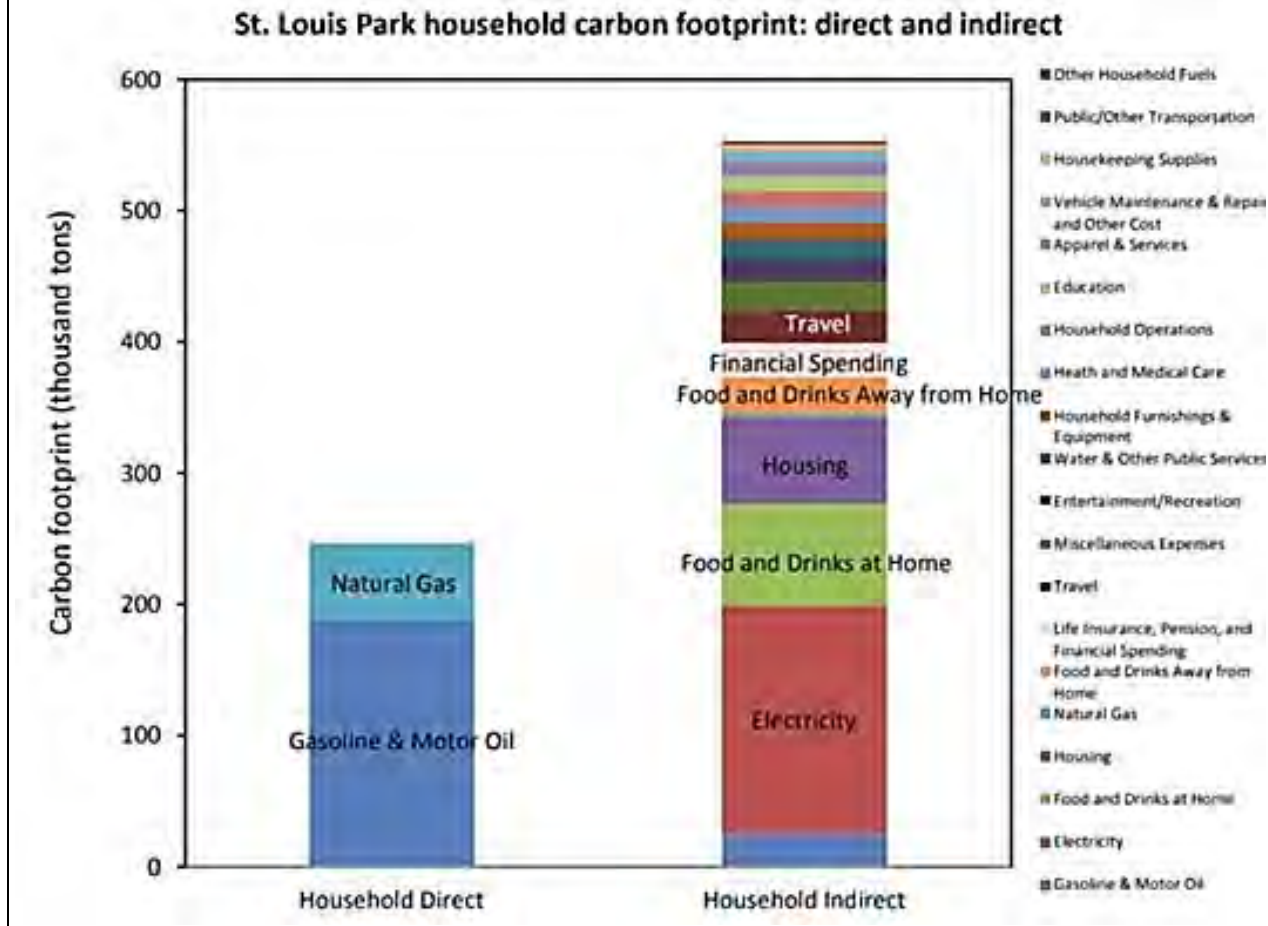 St. Louis Park household carbon footprint: direct and indirect
Carbon footprint (thousand tons)
600
500
400
300
200
100
0
Natural Gas
Gasoline & Motor Oil
Travel
Financial Spending
Food and Drinks Away from Home
Housing
Food and Drinks at Home
Electricity
Household Direct
Household Indirect
Other Household Fuels
Public/Other Transportation
Housekeeping Supplies
Vehicle Maintenance & Repair
and Other Cost
Apparel & Services
Education
Household Operations
Heath and Medical Care
Household Furnishings &
Equipment
Water & Other Public Services
Entertainment/Recreation
Miscellaneous Expenses
Travel
Life Insurance, Pension, and
Financial Spending
Food and Drinks Away from
Home
Natural Gas
Housing
Food and Drinks at Home
Electricity
Gasoline & Motor Oil